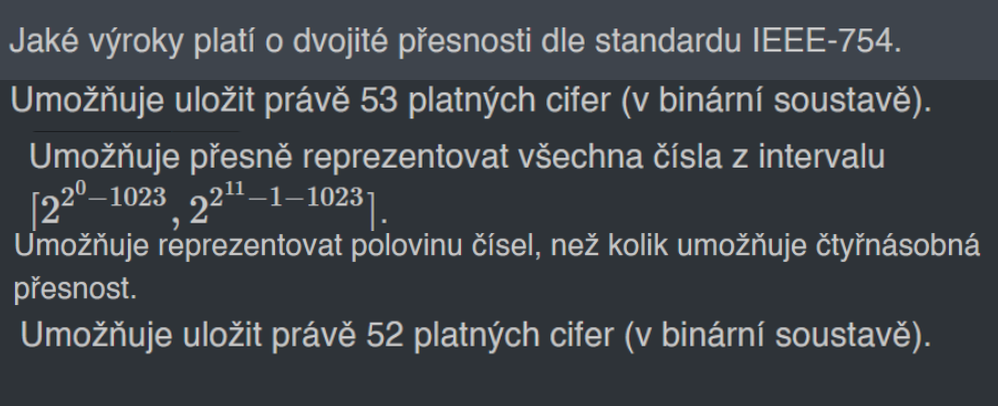 Jaké výroky platí o dvojité přesnosti dle standardu IEEE-754.
Umožňuje uložit právě 53 platných cifer (v binární soustavě).
Umožňuje přesně reprezentovat všechna čísla z intervalu
⌈2^{2^0−1023}, 2^{2^{11}−1−1023}⌉.
Umožňuje reprezentovat polovinu čísel, než kolik umožňuje čtyřnásobná
přesnost.
Umožňuje uložit právě 52 platných cifer (v binární soustavě).